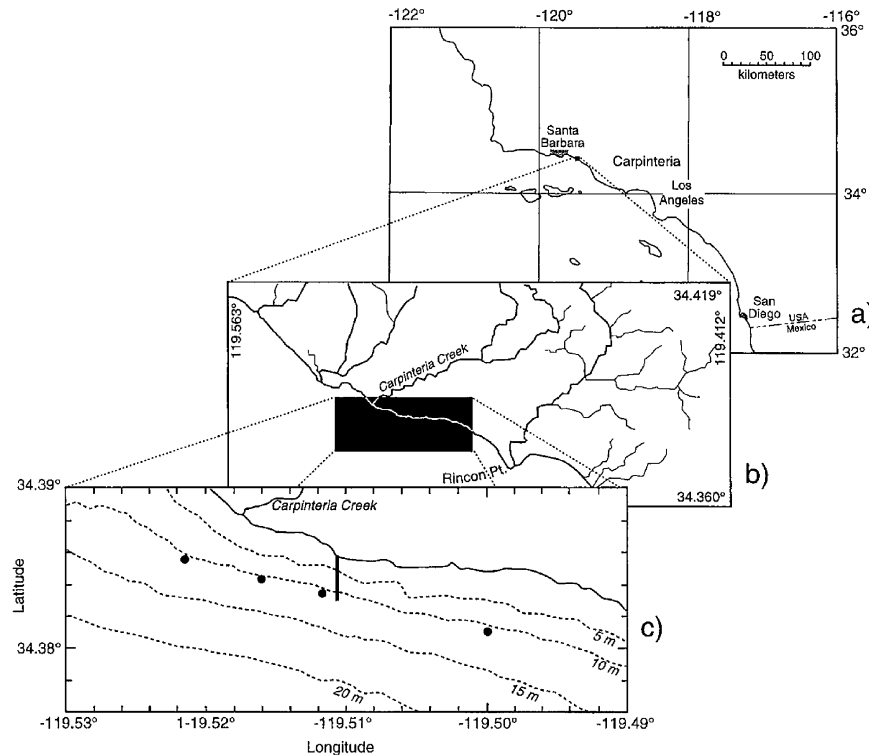 -122° -120° -118° -116°
36°
0 50 100
kilometers
Santa
Barbara
Carpinteria
Los
Angeles
34°
San
Diego
USA
Mexico
a)
32°
34.419°
119.563°
119.412°
Carpinteria Creek
Rincon Pt.
b)
34.360°
34.39°
Carpinteria Creek
Latitude
c)
5 m
10 m
34.38°
15 m
20 m
-119.53° -1-19.52° -119.51° -119.50° -119.49°
Longitude